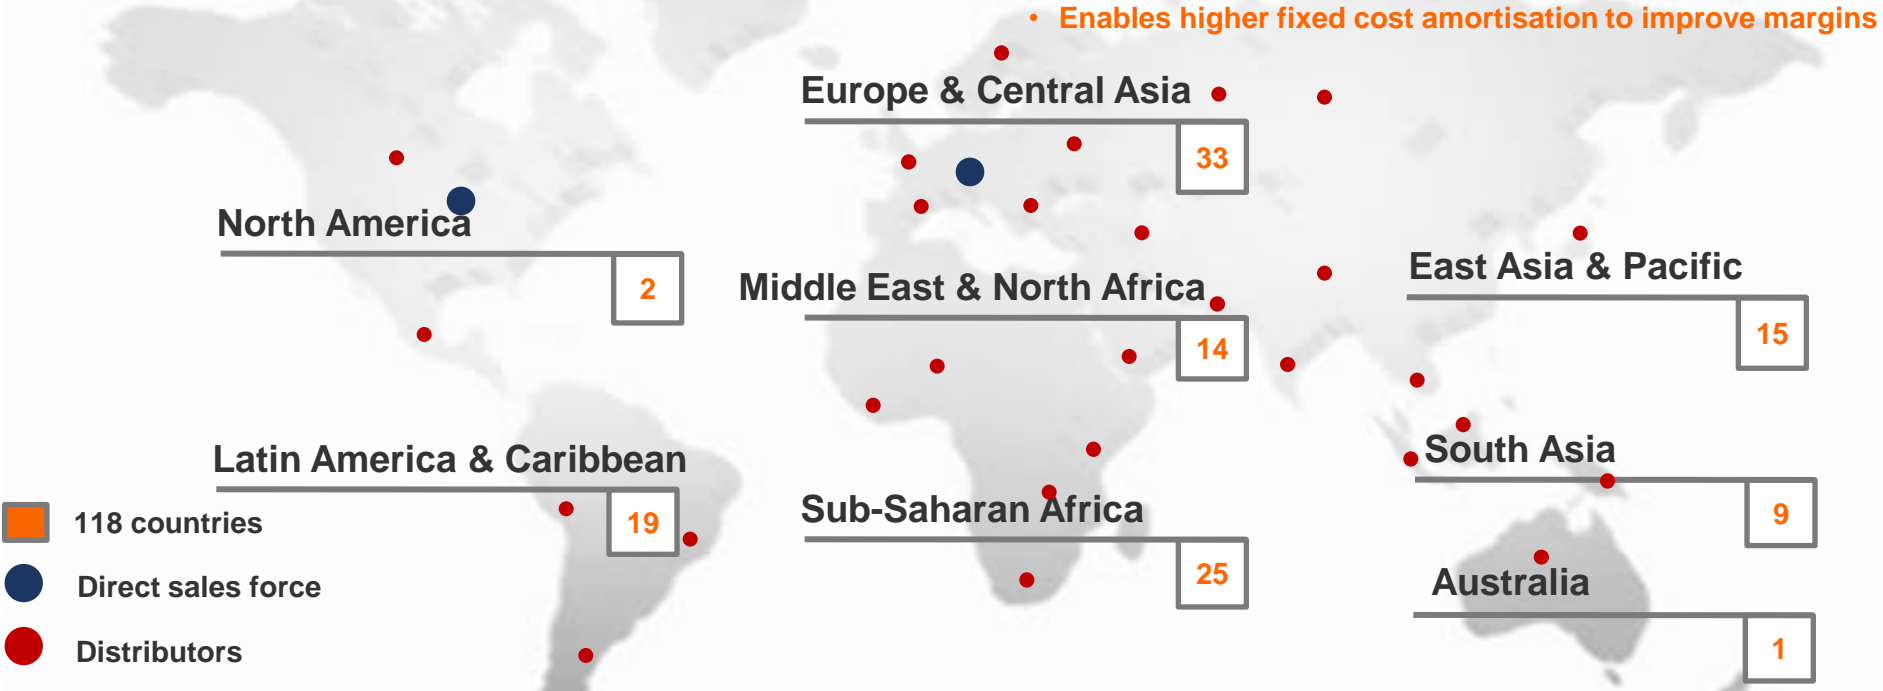 • Enables higher fixed cost amortisation to improve margins
Europe & Central Asia
33
North America
2
Middle East & North Africa
14
East Asia & Pacific
15
Latin America & Caribbean
19
South Asia
9
Sub-Saharan Africa
25
Australia
1
118 countries
Direct sales force
Distributors